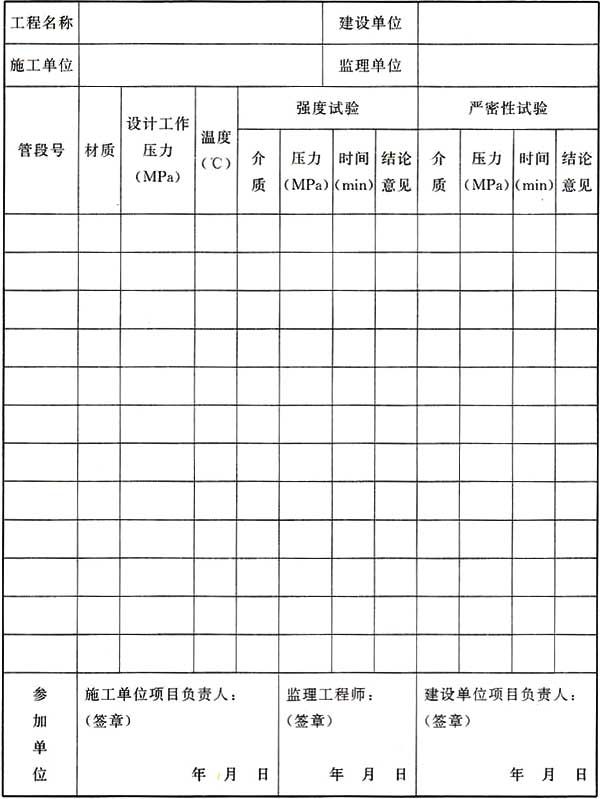 工程名称 建设单位
施工单位 监理单位
管段号 材质 设计工作压力(MPa) 温度(℃) 强度试验 严密性试验
介质 压力(MPa) 时间(min) 结论意见 介质 压力(MPa) 时间(min) 结论意见
参加单位 施工单位项目负责人: 监理工程师: 建设单位项目负责人:
(签章) (签章) (签章)
年 月 日 年 月 日 年 月 日